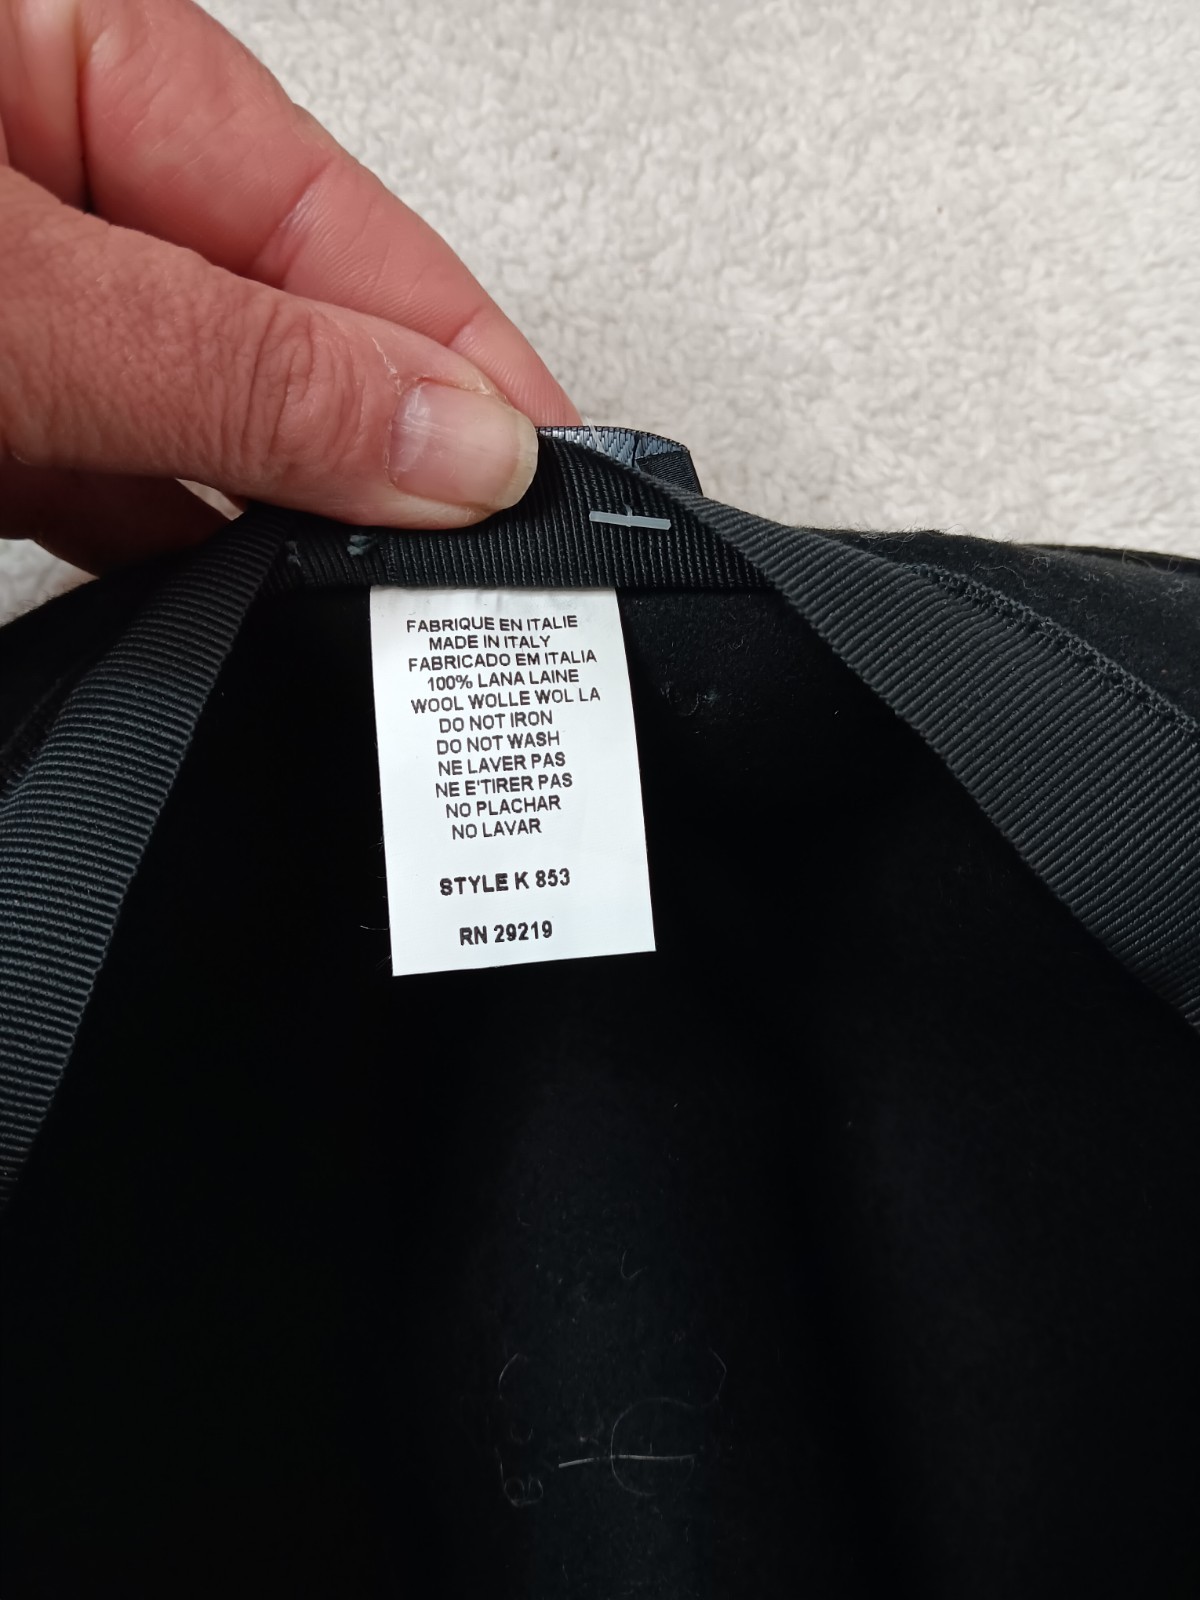 FABRIQUE EN ITALIE
MADE IN ITALY
FABRICADO EM ITALIA
100% LANA LAINE
WOOL WOLLE WOL LA
DO NOT IRON
DO NOT WASH
NE LAVER PAS
NE E'TIRER PAS
NO PLACHAR
NO LAVAR
STYLE K 853
RN 29219